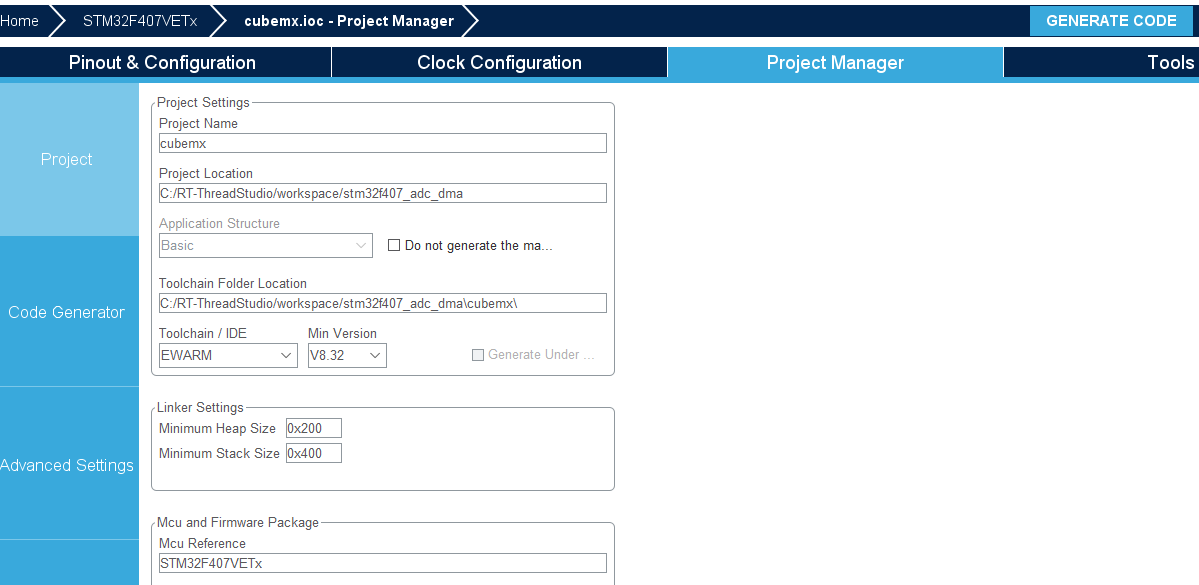 Home STM32F407VETx cubemx.ioc - Project Manager GENERATE CODE
Pinout & Configuration Clock Configuration Project Manager Tools
Project
Code Generator
Advanced Settings
Project Settings
Project Name
cubemx
Project Location
C:/RT-ThreadStudio/workspace/stm32f407_adc_dma
Application Structure
Basic Do not generate the ma...
Toolchain Folder Location
C:/RT-ThreadStudio/workspace/stm32f407_adc_dma\cubemx\
Toolchain / IDE Min Version
EWARM V8.32 Generate Under ...
Linker Settings
Minimum Heap Size 0x200
Minimum Stack Size 0x400
Mcu and Firmware Package
Mcu Reference
STM32F407VETx